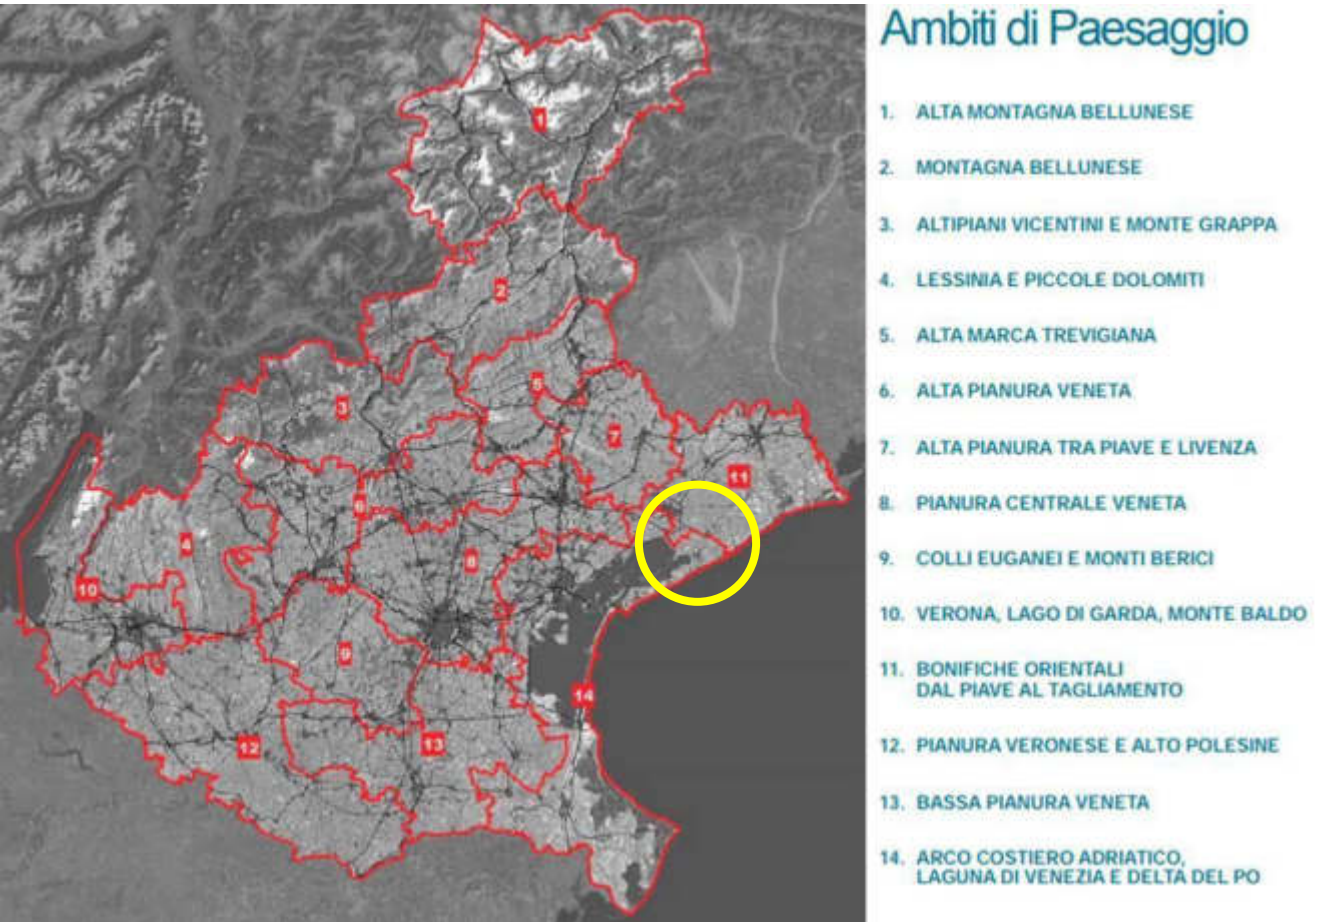 Ambiti di Paesaggio
1. ALTA MONTAGNA BELLUNESE
2. MONTAGNA BELLUNESE
3. ALTIPIANI VICENTINI E MONTE GRAPPA
4. LESSINIA E PICCOLE DOLOMITI
5. ALTA MARCA TREVIGIANA
6. ALTA PIANURA VENETA
7. ALTA PIANURA TRA PIAVE E LIVENZA
8. PIANURA CENTRALE VENETA
9. COLLI EUGANEI E MONTI BERICI
10. VERONA, LAGO DI GARDA, MONTE BALDO
11. BONIFICHE ORIENTALI
DAL PIAVE AL TAGLIAMENTO
12. PIANURA VERONESE E ALTO POLESINE
13. BASSA PIANURA VENETA
14. ARCO COSTIERO ADRIATICO,
LAGUNA DI VENEZIA E DELTA DEL PO
1
2
5
3
7
11
6
4
8
10
9
14
12
13